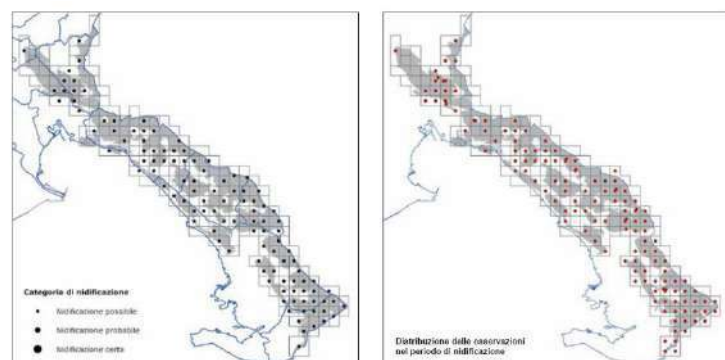 Categoria di nidificazione
Nidificazione possibile
Nidificazione probabile
Nidificazione certa
Distribuzione delle osservazioni
nel periodo di nidificazione